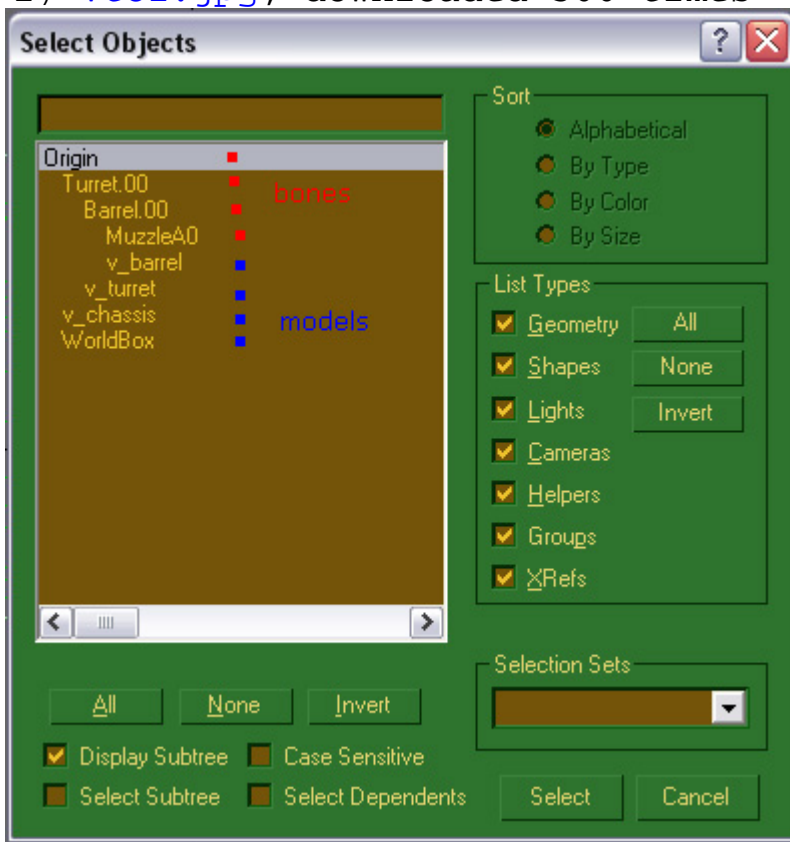 Select Objects
Origin
Turret.00
Barrel.00
bones
MuzzleA0
v_barrel
v_turret
v_chassis
models
WorldBox
All
None
Invert
Display Subtree
Case Sensitive
Select Subtree
Select Dependents
Sort
Alphabetical
By Type
By Color
By Size
List Types
Geometry
All
Shapes
None
Lights
Invert
Cameras
Helpers
Groups
XRefs
Selection Sets
Select
Cancel